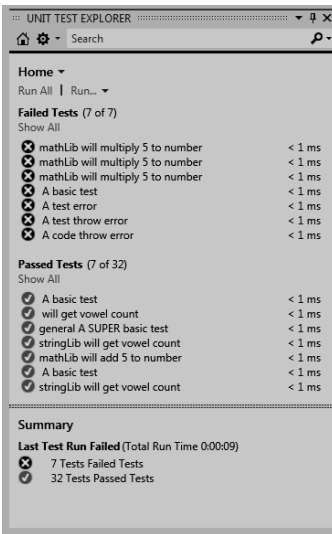 UNIT TEST EXPLORER
Search
Home
Run All | Run...
Failed Tests (7 of 7)
Show All
mathLib will multiply 5 to number < 1 ms
mathLib will multiply 5 to number < 1 ms
mathLib will multiply 5 to number < 1 ms
A basic test < 1 ms
A test error < 1 ms
A test throw error < 1 ms
A code throw error < 1 ms
Passed Tests (7 of 32)
Show All
A basic test < 1 ms
will get vowel count < 1 ms
general A SUPER basic test < 1 ms
stringLib will get vowel count < 1 ms
mathLib will add 5 to number < 1 ms
A basic test < 1 ms
stringLib will get vowel count < 1 ms
Summary
Last Test Run Failed (Total Run Time 0:00:09)
7 Tests Failed Tests
32 Tests Passed Tests